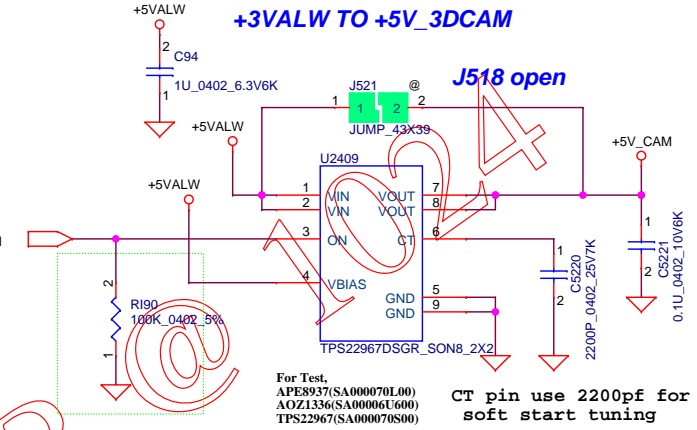 +5VALW
+3VALW TO +5V_3DCAM
2
C94
1U_0402_6.3V6K
1
J521
@
J518 open
1
1
2
2
JUMP_43X39
+5VALW
+5V_CAM
U2409
+5VALW
1
VIN
VOUT
7
2
VIN
VOUT
8
3
ON
CT
6
4
VBIAS
GND
5
GND
9
1
C5221
2
0.1U_0402_10V6K
1
C5220
2
2200P_0402_25V7K
2
RI90
100K_0402_5%
1
TPS22967DSGR_SON8_2X2
For Test,
APE8937(SA000070L00)
AOZ1336(SA00006U600)
TPS22967(SA000070S00)
CT pin use 2200pf for
soft start tuning
@
1024